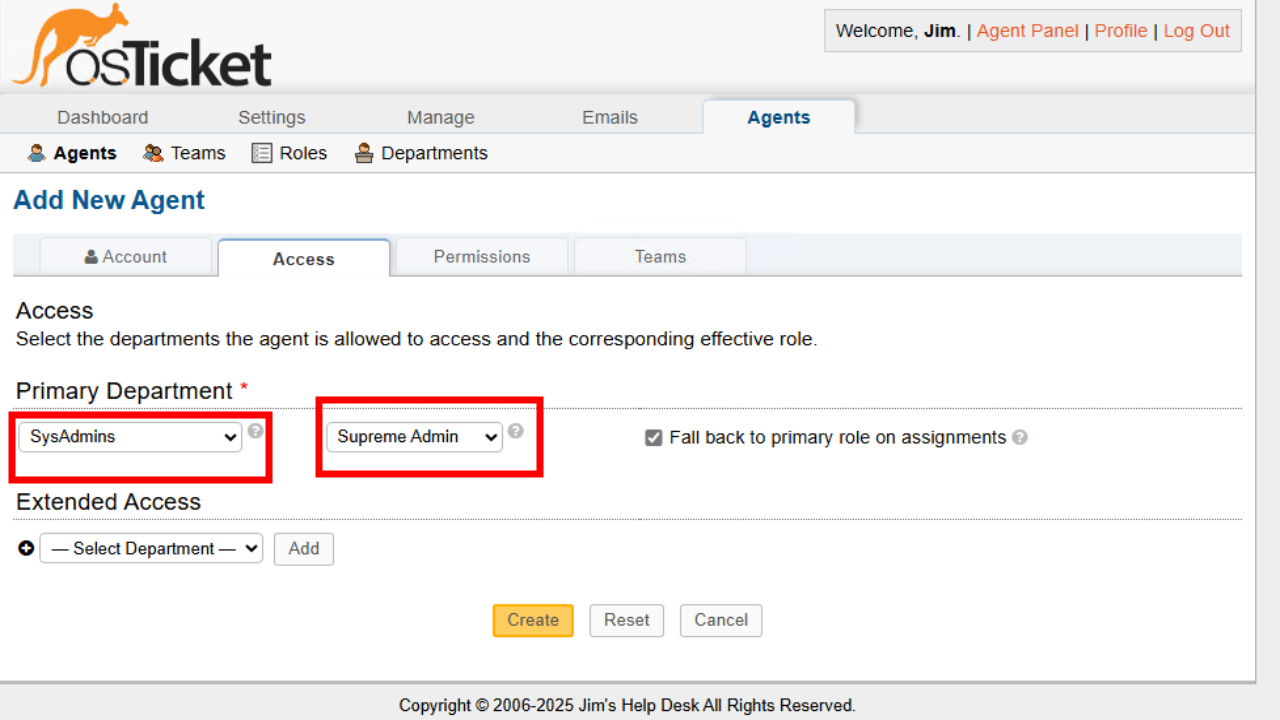 osTicket
Welcome, Jim. | Agent Panel | Profile | Log Out
Dashboard Settings Manage Emails Agents
Agents Teams Roles Departments
Add New Agent
Account Access Permissions Teams
Access
Select the departments the agent is allowed to access and the corresponding effective role.
Primary Department *
SysAdmins ? Supreme Admin ? Fall back to primary role on assignments ?
Extended Access
— Select Department — Add
Create Reset Cancel
Copyright © 2006-2025 Jim's Help Desk All Rights Reserved.